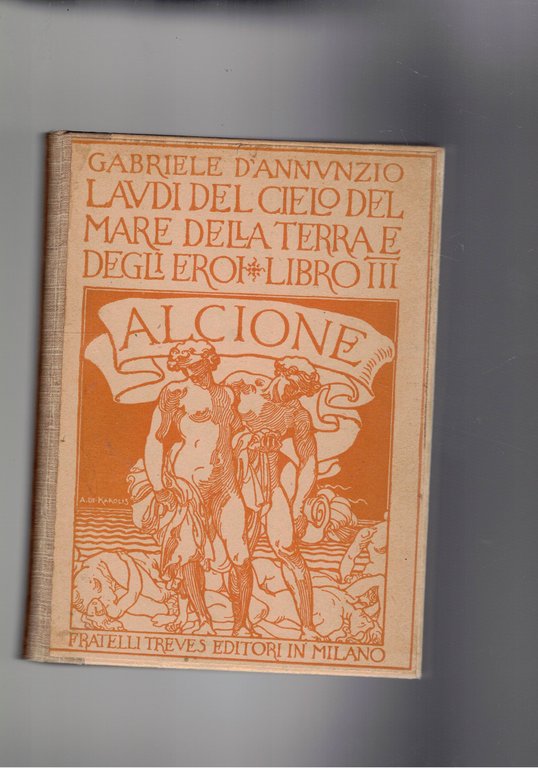 GABRIELE D'ANNVNZIO
LAVDI DEL CIELO DEL
MARE DELLA TERRA E
DEGLI EROI LIBRO III
ALCIONE
A. DE KAROLIS
FRATELLI TREVES EDITORI IN MILANO